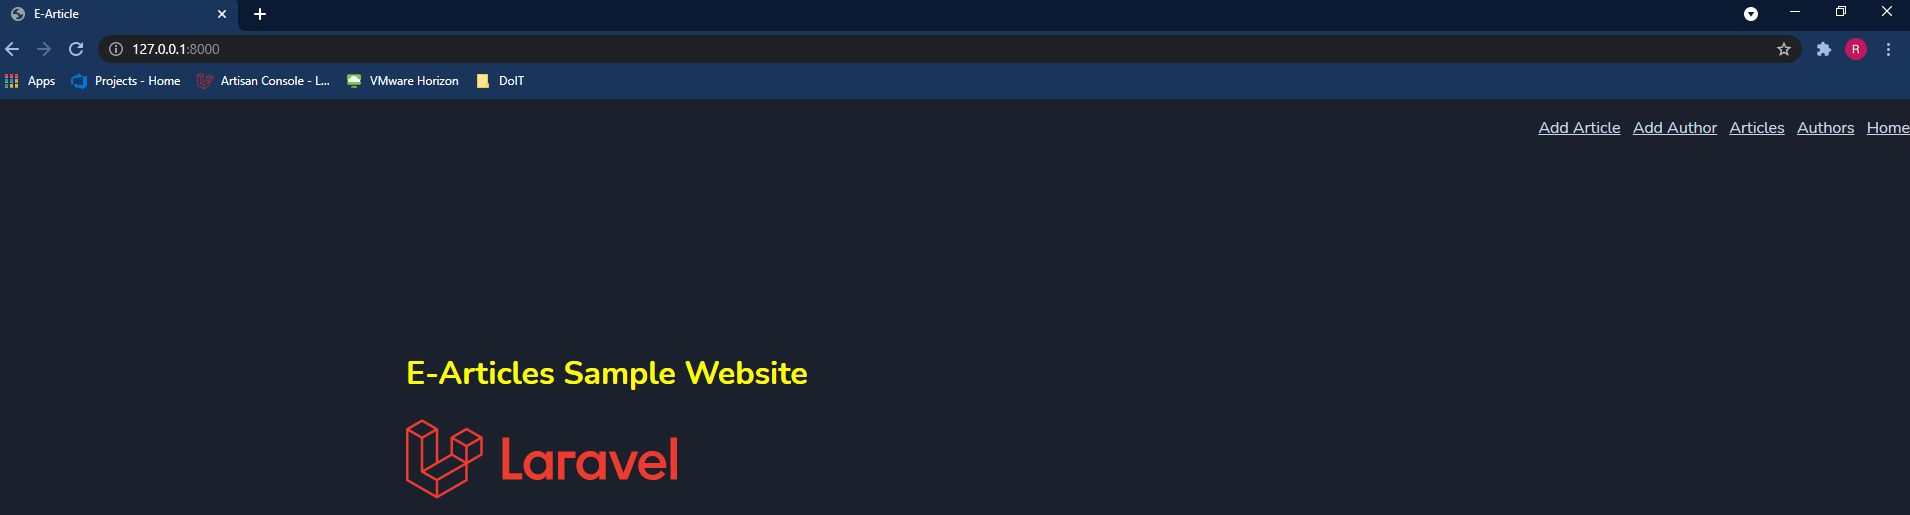 E-Article
127.0.0.1:8000
R
Apps Projects - Home Artisan Console - L... VMware Horizon DoIT
Add Article Add Author Articles Authors Home
E-Articles Sample Website
Laravel